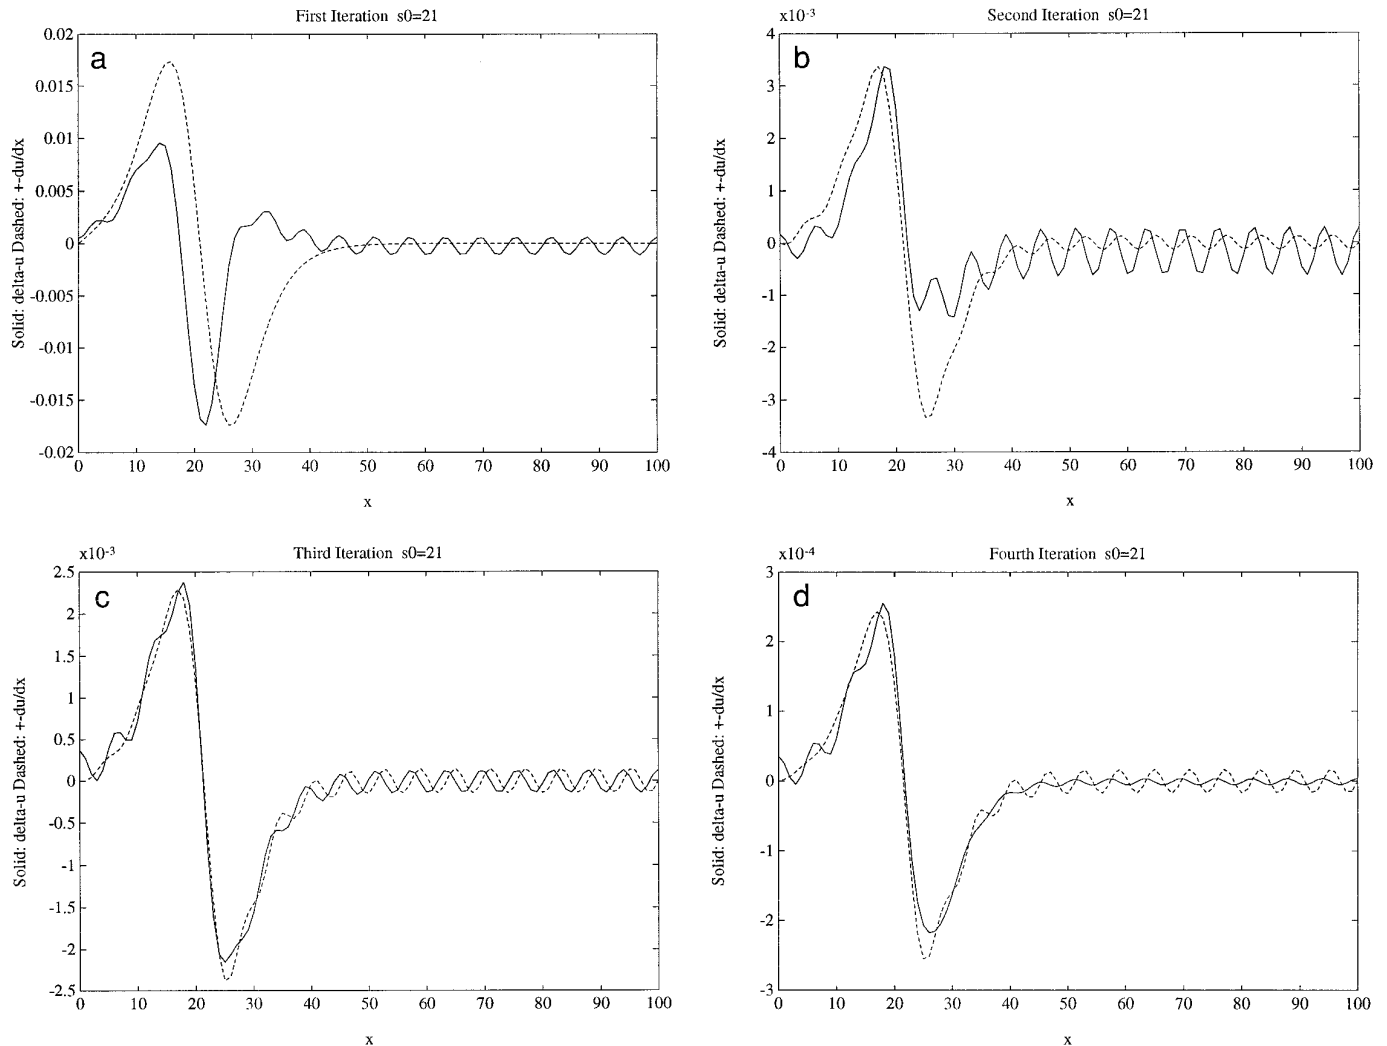 First Iteration s0=21
a
0.02
0.015
0.01
0.005
0
-0.005
-0.01
-0.015
-0.02
Solid: delta-u Dashed: +-du/dx
0 10 20 30 40 50 60 70 80 90 100
x
x10-3
Second Iteration s0=21
b
4
3
2
1
0
-1
-2
-3
-4
Solid: delta-u Dashed: +-du/dx
0 10 20 30 40 50 60 70 80 90 100
x
x10-3
Third Iteration s0=21
c
2.5
2
1.5
1
0.5
0
-0.5
-1
-1.5
-2
-2.5
Solid: delta-u Dashed: +-du/dx
0 10 20 30 40 50 60 70 80 90 100
x
x10-4
Fourth Iteration s0=21
d
3
2
1
0
-1
-2
-3
Solid: delta-u Dashed: +-du/dx
0 10 20 30 40 50 60 70 80 90 100
x